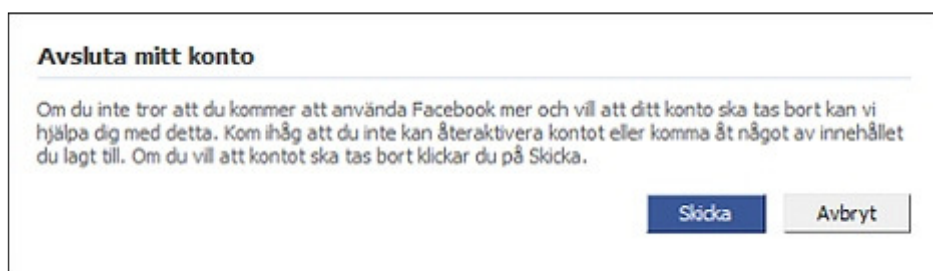 Avsluta mitt konto
Om du inte tror att du kommer att använda Facebook mer och vill att ditt konto ska tas bort kan vi
hjälpa dig med detta. Kom ihåg att du inte kan återaktivera kontot eller komma åt något av innehållet
du lagt till. Om du vill att kontot ska tas bort klickar du på Skicka.
Skicka Avbryt